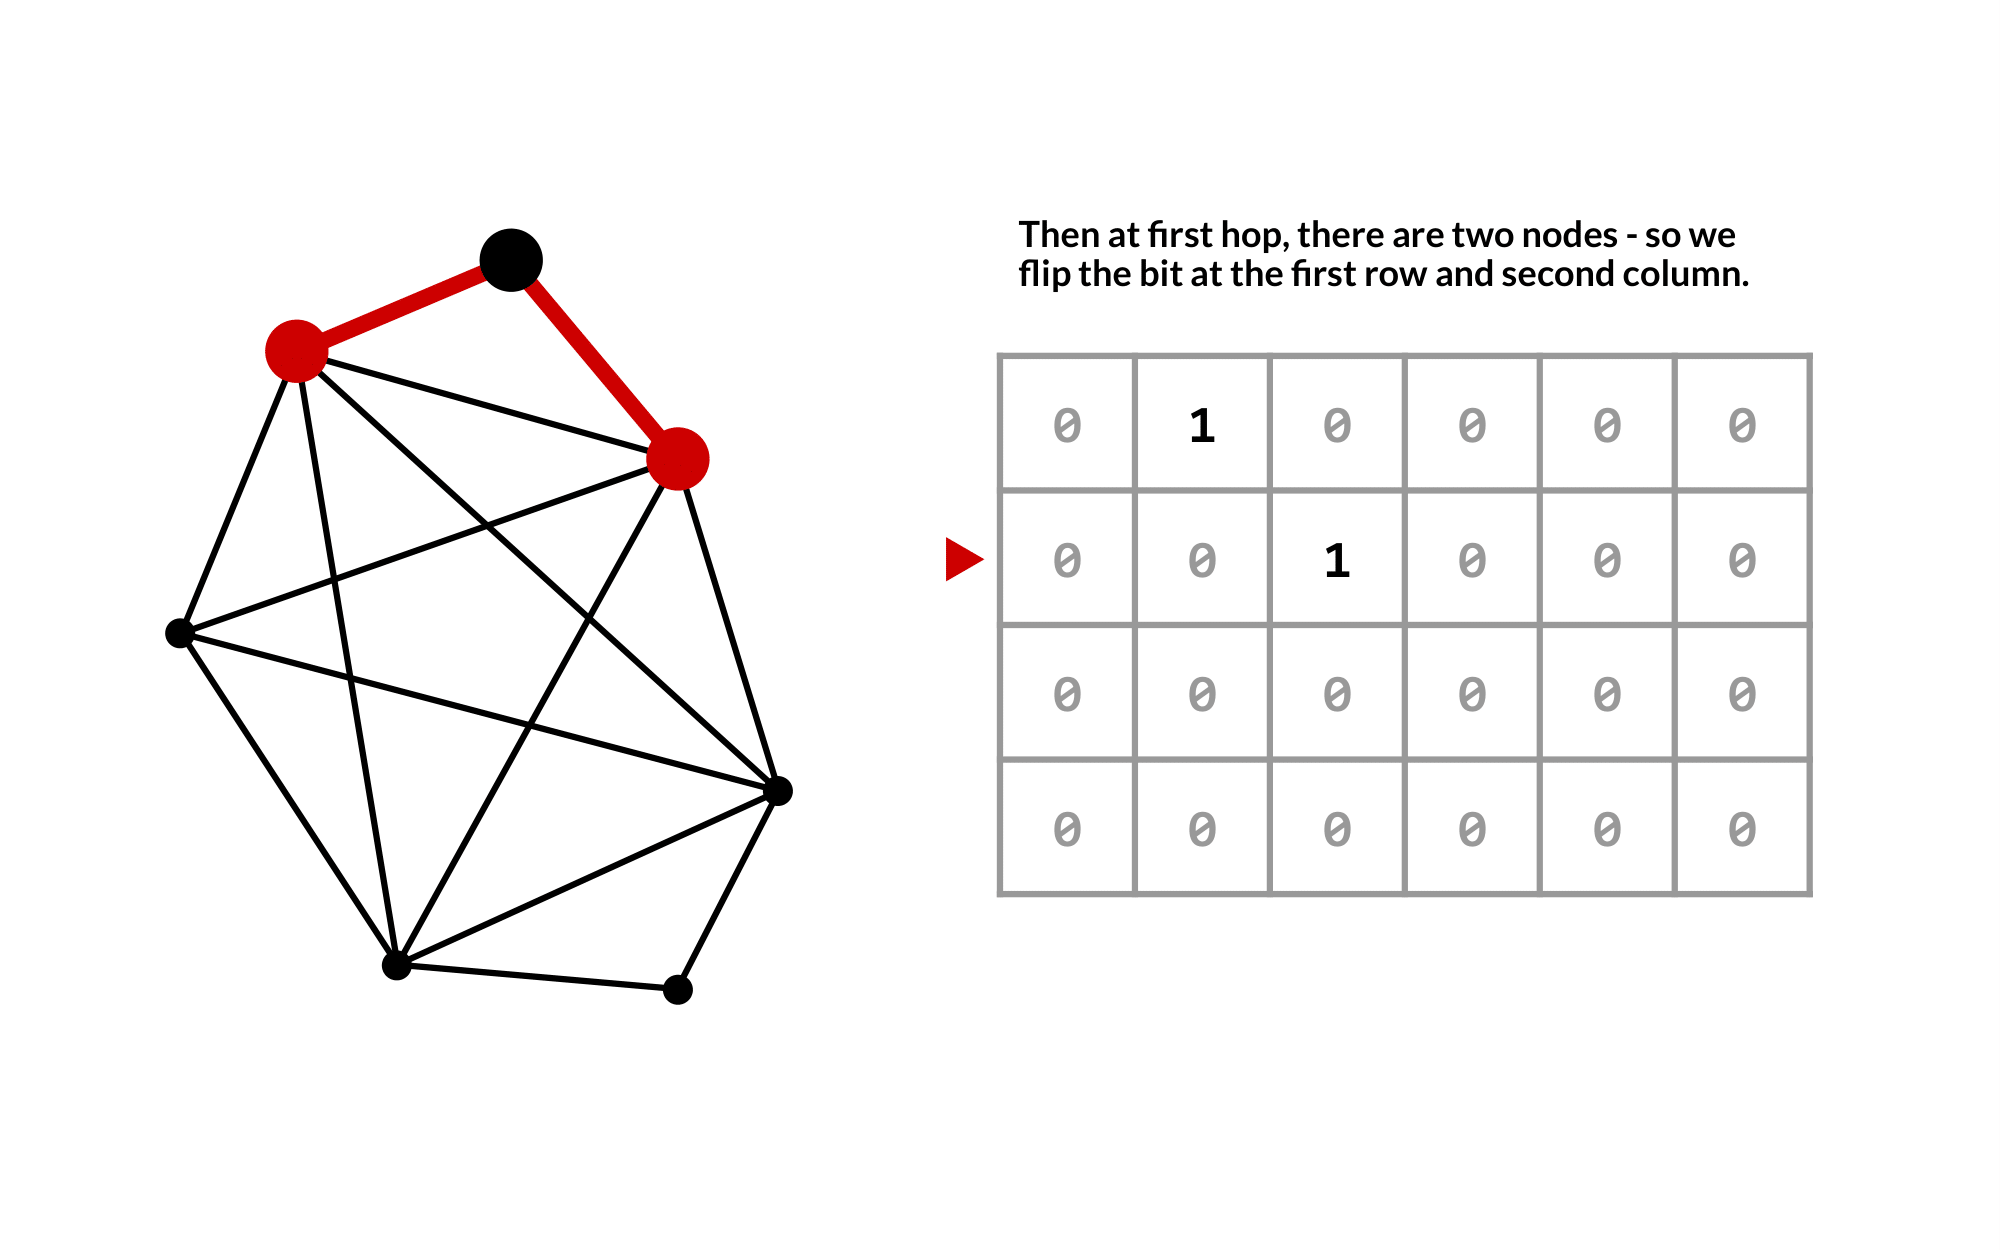 Then at first hop, there are two nodes - so we
flip the bit at the first row and second column.
0 1 0 0 0 0
0 0 1 0 0 0
0 0 0 0 0 0
0 0 0 0 0 0